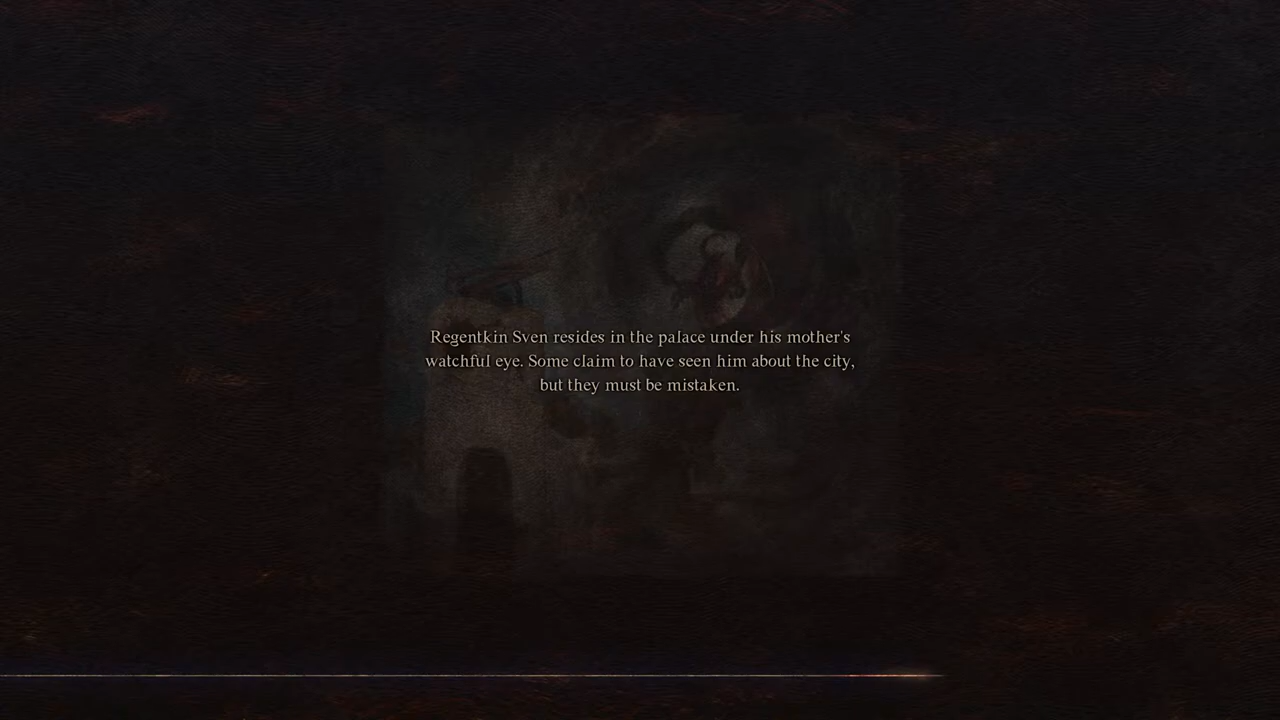 Regentkin Sven resides in the palace under his mother's
watchful eye. Some claim to have seen him about the city,
but they must be mistaken.